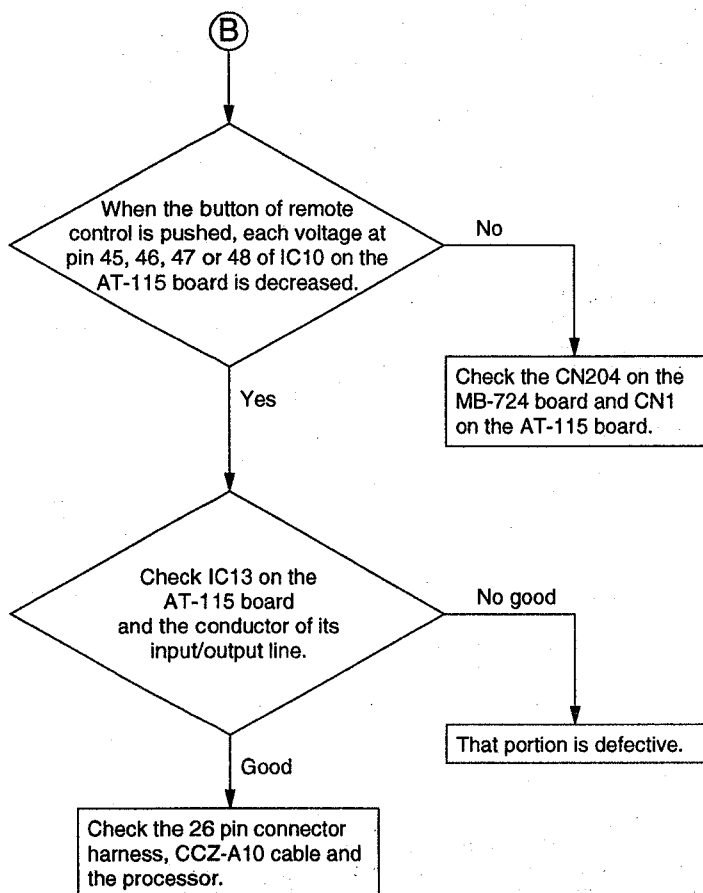 B
When the button of remote
control is pushed, each voltage at
pin 45, 46, 47 or 48 of IC10 on the
AT-115 board is decreased.
No
Check the CN204 on the
MB-724 board and CN1
on the AT-115 board.
Yes
Check IC13 on the
AT-115 board
and the conductor of its
input/output line.
No good
That portion is defective.
Good
Check the 26 pin connector
harness, CCZ-A10 cable and
the processor.